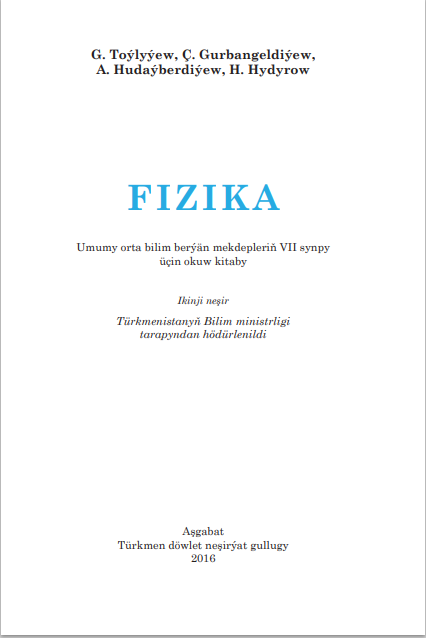 G. Toýlyýew, Ç. Gurbangeldiýew,
A. Hudaýberdiýew, H. Hydyrow
FIZIKA
Umumy orta bilim berýän mekdepleriň VII synpy
üçin okuw kitaby
Ikinji neşir
Türkmenistanyň Bilim ministrligi
tarapyndan hödürlenildi
Aşgabat
Türkmen döwlet neşirýat gullugy
2016